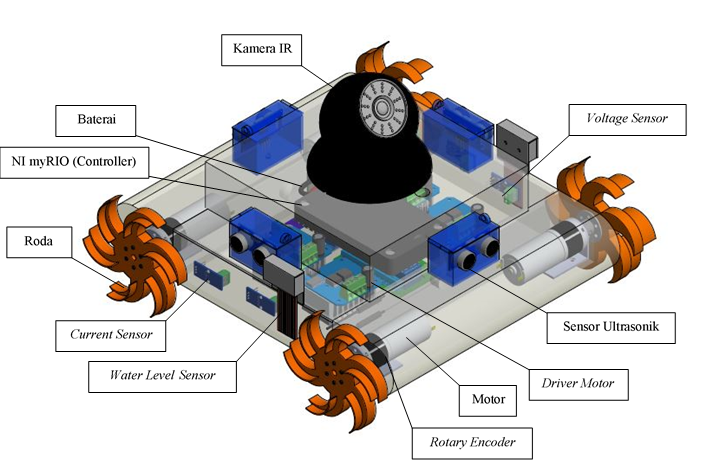 Kamera IR
Baterai
Voltage Sensor
NI myRIO (Controller)
Roda
Current Sensor
Sensor Ultrasonik
Water Level Sensor
Driver Motor
Motor
Rotary Encoder